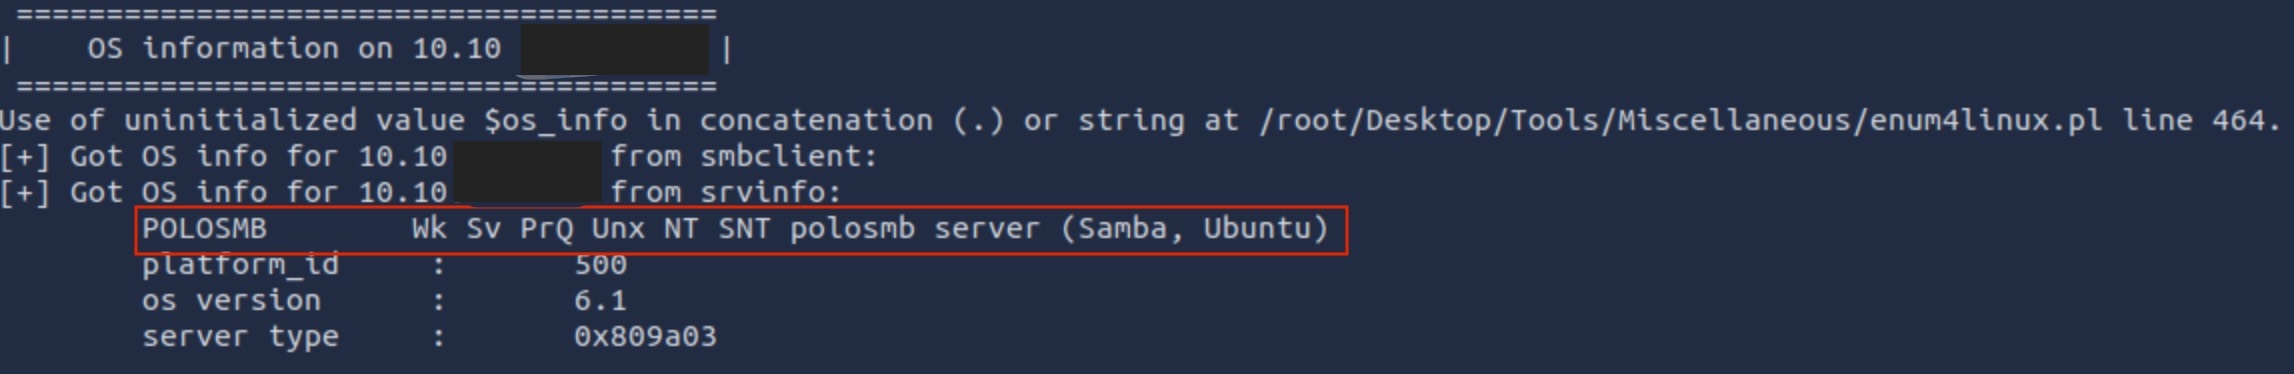 =======================================
|    OS information on 10.10            |
=======================================
Use of uninitialized value $os_info in concatenation (.) or string at /root/Desktop/Tools/Miscellaneous/enum4linux.pl line 464.
[+] Got OS info for 10.10         from smbclient:
[+] Got OS info for 10.10         from srvinfo:
        POLOSMB        Wk Sv PrQ Unx NT SNT polosmb server (Samba, Ubuntu)
        platform_id     :       500
        os version      :       6.1
        server type     :       0x809a03